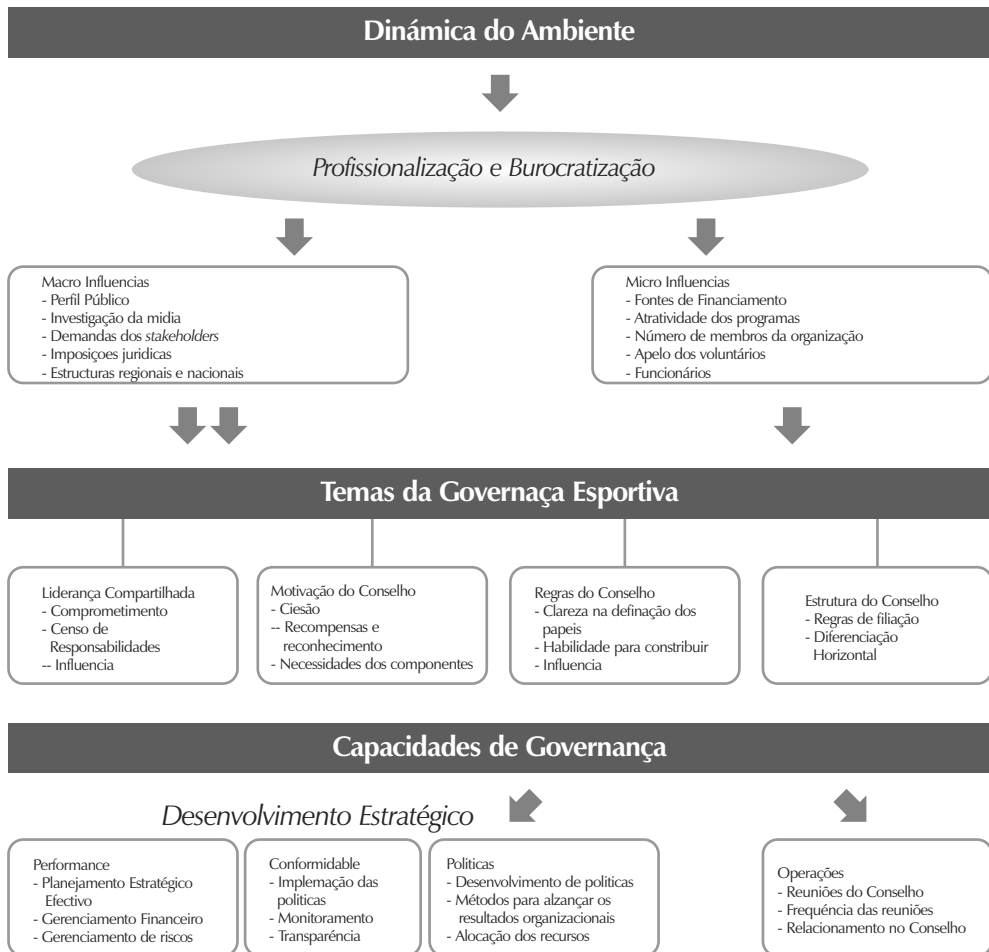 Dinámica do Ambiente
Profissionalização e Burocratização
Macro Influencias
- Perfil Público
- Investigação da midia
- Demandas dos stakeholders
- Imposiçoes juridicas
- Estructuras regionais e nacionais
Micro Influencias
- Fontes de Financiamento
- Atratividade dos programas
- Número de membros da organização
- Apelo dos voluntários
- Funcionários
Temas da Governaça Esportiva
Liderança Compartilhada
- Comprometimento
- Censo de
Responsabilidades
-- Influencia
Motivação do Conselho
- Ciesão
-- Recompensas e
reconhecimento
- Necessidades dos componentes
Regras do Conselho
- Clareza na definação dos
papeis
- Habilidade para constribuir
- Influencia
Estrutura do Conselho
- Regras de filiação
- Diferenciação
Horizontal
Capacidades de Governança
Desenvolvimento Estratégico
Performance
- Planejamento Estratégico
Efectivo
- Gerenciamento Financeiro
- Gerenciamento de riscos
Conformidable
- Implemação das
politicas
- Monitoramento
- Transparéncia
Politicas
- Desenvolvimento de politicas
- Métodos para alzançar os
resultados organizacionais
- Alocação dos recursos
Operações
- Reuniões do Conselho
- Frequéncia das reuniões
- Relacionamento no Conselho